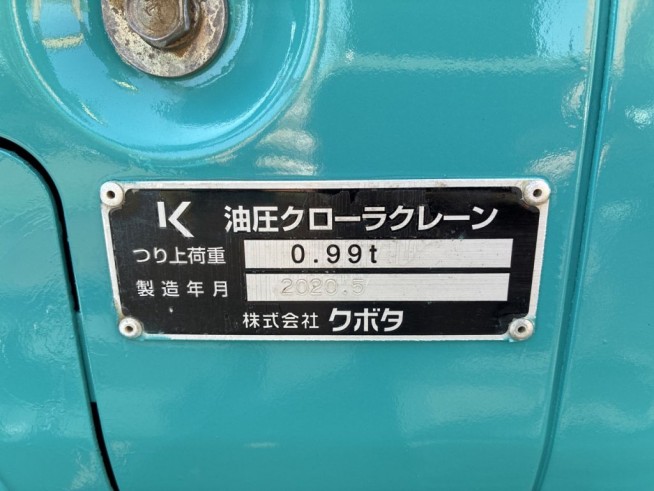 K 油圧クローラクレーン
つり上荷重 0.99t
製造年月 2020.5
株式会社 クボタ